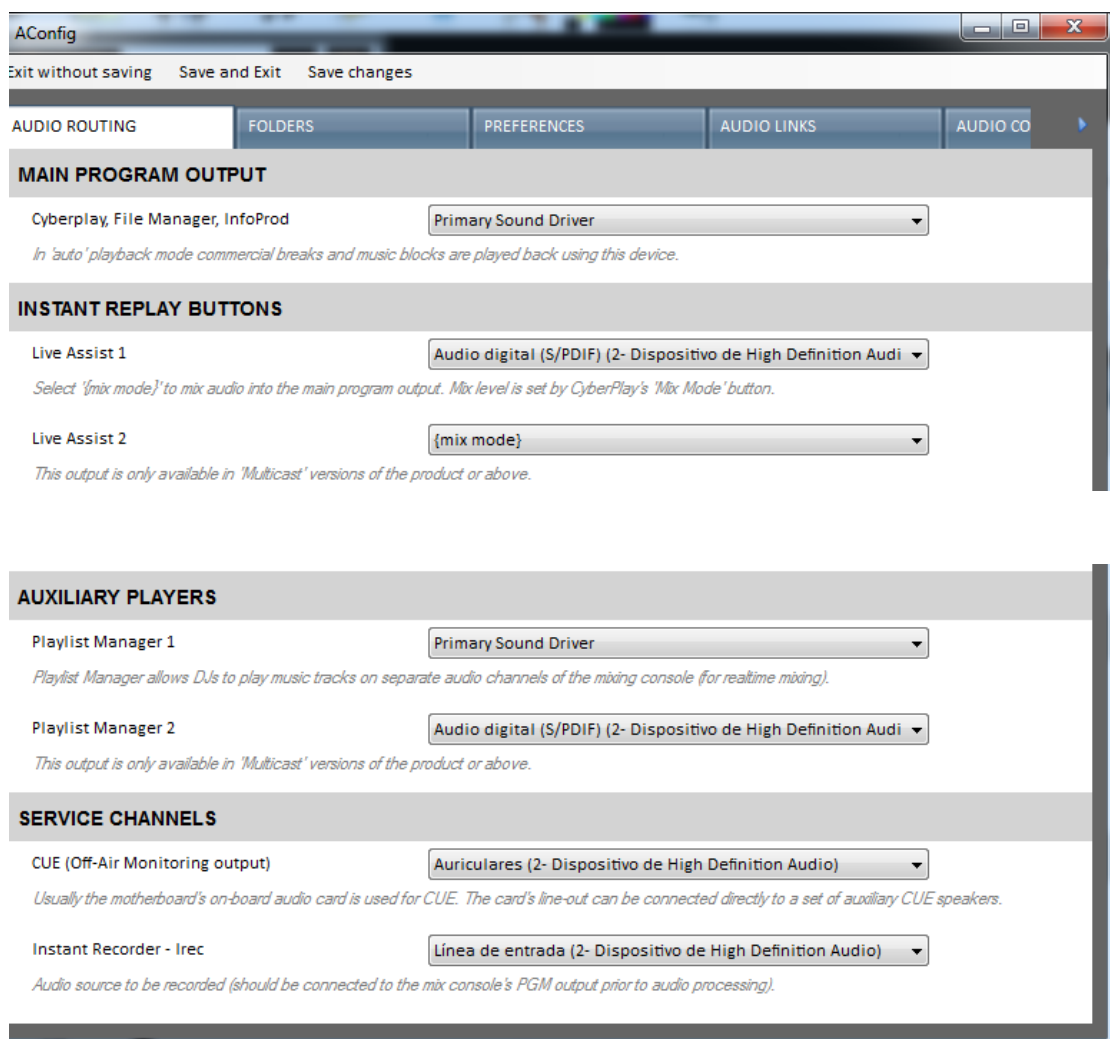 AConfig
Exit without saving Save and Exit Save changes
AUDIO ROUTING FOLDERS PREFERENCES AUDIO LINKS AUDIO CO
MAIN PROGRAM OUTPUT
Cyberplay, File Manager, InfoProd Primary Sound Driver
In 'auto' playback mode commercial breaks and music blocks are played back using this device.
INSTANT REPLAY BUTTONS
Live Assist 1 Audio digital (S/PDIF) (2- Dispositivo de High Definition Audi
Select '{mix mode}' to mix audio into the main program output. Mix level is set by CyberPlay's 'Mix Mode' button.
Live Assist 2 {mix mode}
This output is only available in 'Multicast' versions of the product or above.
AUXILIARY PLAYERS
Playlist Manager 1 Primary Sound Driver
Playlist Manager allows DJs to play music tracks on separate audio channels of the mixing console (for realtime mixing).
Playlist Manager 2 Audio digital (S/PDIF) (2- Dispositivo de High Definition Audi
This output is only available in 'Multicast' versions of the product or above.
SERVICE CHANNELS
CUE (Off-Air Monitoring output) Auriculares (2- Dispositivo de High Definition Audio)
Usually the motherboard's on-board audio card is used for CUE. The card's line-out can be connected directly to a set of auxiliary CUE speakers.
Instant Recorder - Irec Línea de entrada (2- Dispositivo de High Definition Audio)
Audio source to be recorded (should be connected to the mix console's PGM output prior to audio processing).